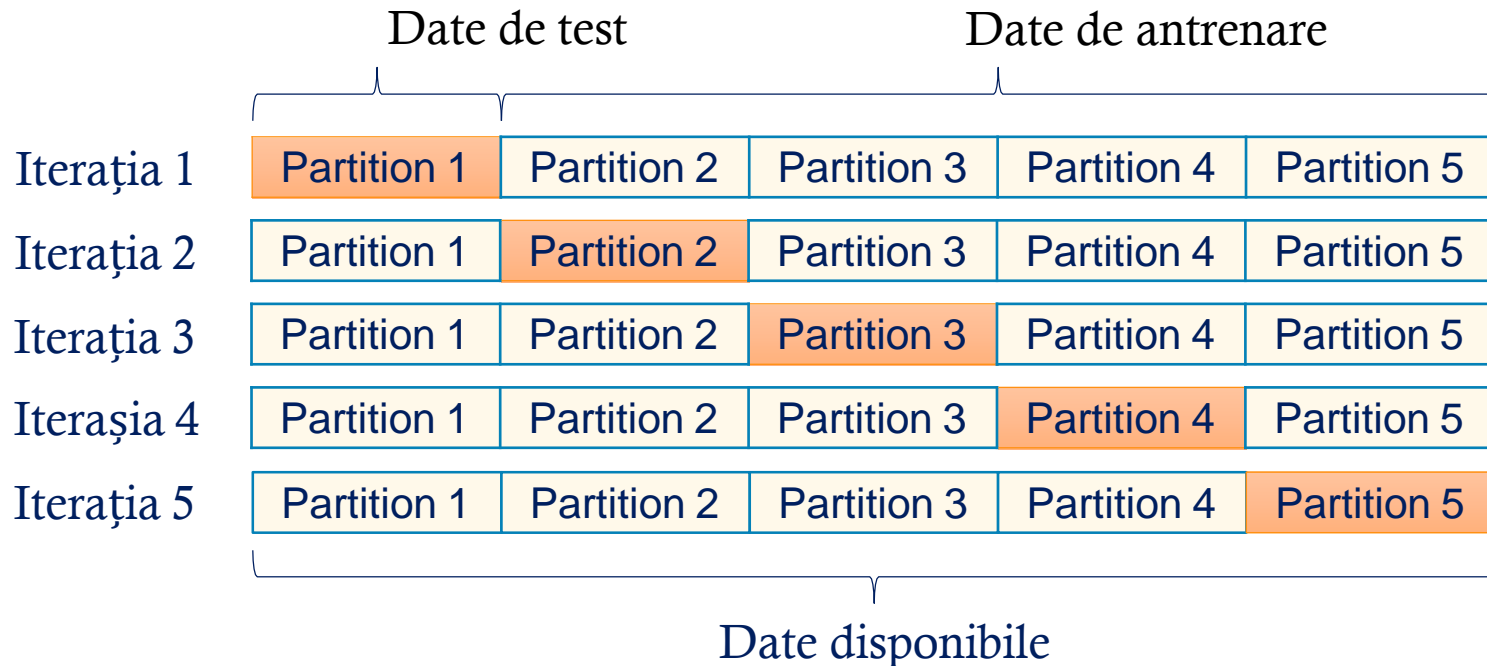 Date de test Date de antrenare
Iterația 1 Partition 1 Partition 2 Partition 3 Partition 4 Partition 5
Iterația 2 Partition 1 Partition 2 Partition 3 Partition 4 Partition 5
Iterația 3 Partition 1 Partition 2 Partition 3 Partition 4 Partition 5
Iterașia 4 Partition 1 Partition 2 Partition 3 Partition 4 Partition 5
Iterația 5 Partition 1 Partition 2 Partition 3 Partition 4 Partition 5
Date disponibile